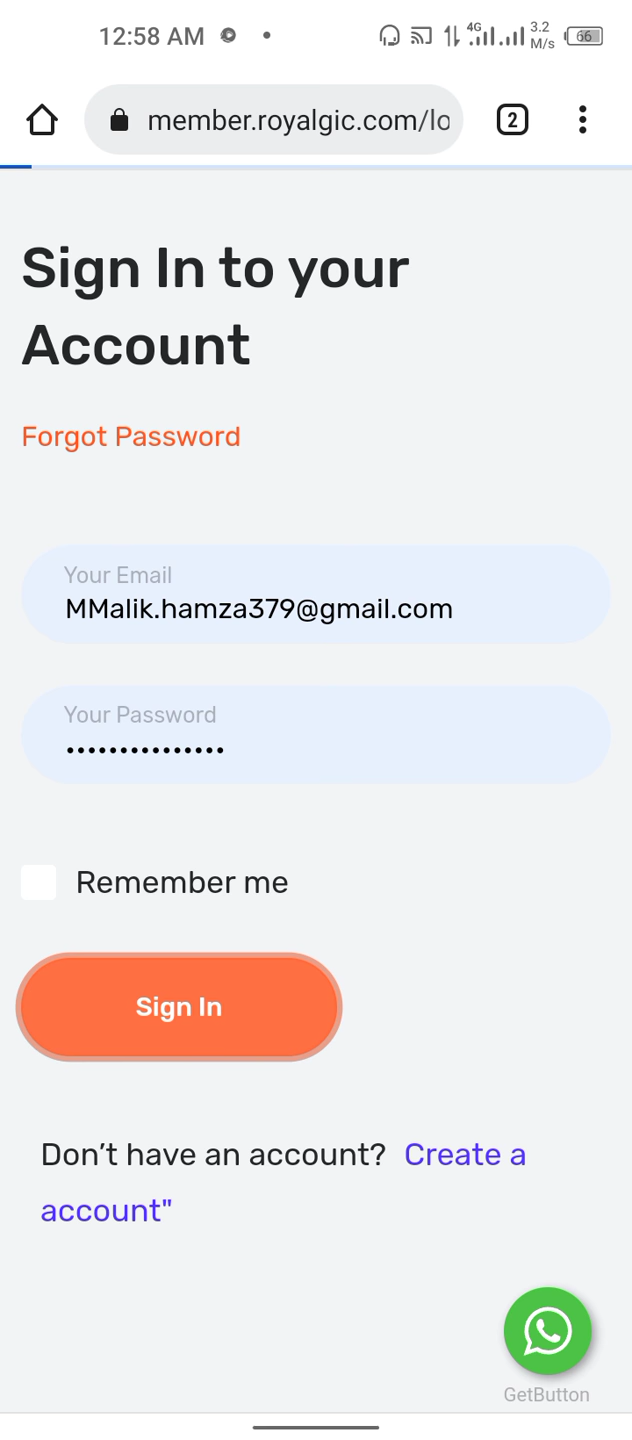 12:58 AM 4G 3.2 M/s 66
member.royalgic.com/lo 2
Sign In to your
Account
Forgot Password
Your Email
MMalik.hamza379@gmail.com
Your Password
•••••••••••••••
Remember me
Sign In
Don’t have an account? Create a
account"
GetButton